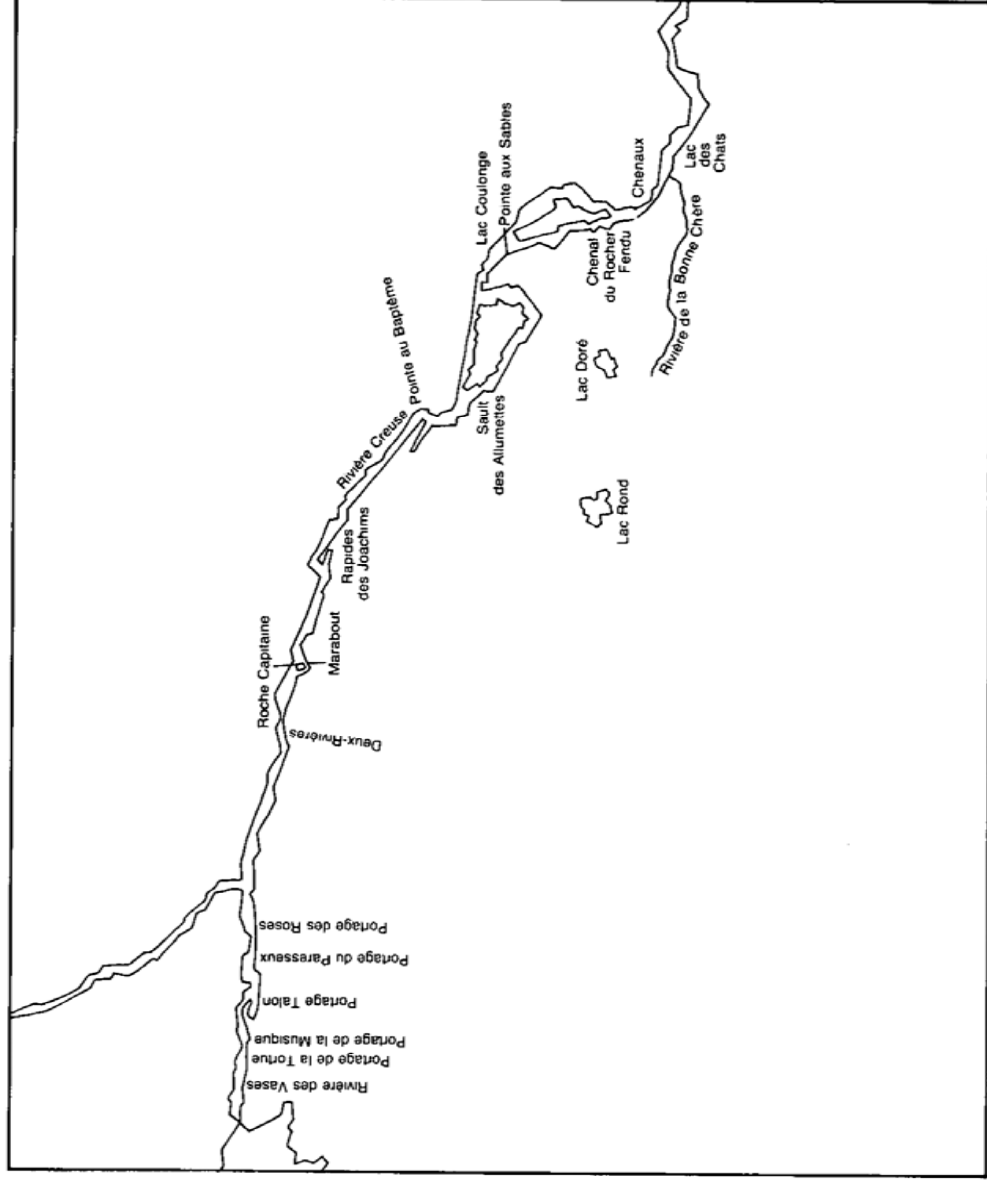 Rivière des Vases
Portage de la Tortue
Portage de la Musique
Portage Talon
Portage du Paresseux
Portage des Roses
Deux-Rivières
Roche Capitaine
Marabout
Rapides
des Joachims
Rivière Creuse
Pointe au Baptême
Sault
des Allumettes
Lac Coulonge
Pointe aux Sables
Chenal
du Rocher
Fendu
Chenaux
Lac
des
Chats
Rivière de la Bonne Chère
Lac Doré
Lac Rond